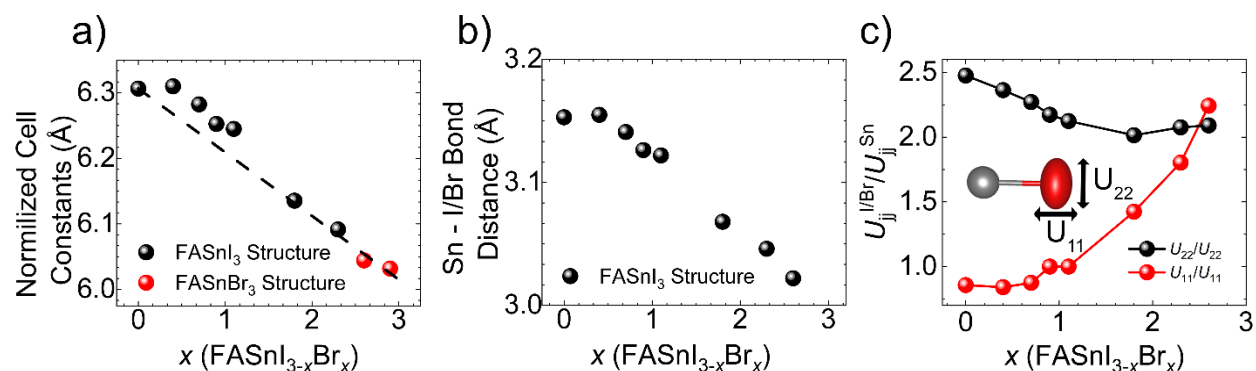 a)
Normilized Cell
Constants (Å)
6.3
6.2
6.1
6.0
FASnI₃ Structure
FASnBr₃ Structure
0 1 2 3
x (FASnI₃₋ₓBrₓ)
b)
Sn - I/Br Bond
Distance (Å)
3.2
3.1
3.0
FASnI₃ Structure
0 1 2 3
x (FASnI₃₋ₓBrₓ)
c)
U_jj^I/Br/U_jj^Sn
2.5
2.0
1.5
1.0
U₂₂
U₁₁
U₂₂/U₂₂
U₁₁/U₁₁
0 1 2 3
x (FASnI₃₋ₓBrₓ)